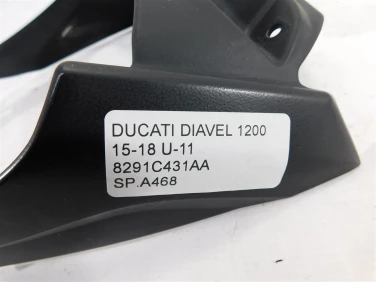 DUCATI DIAVEL 1200
15-18 U-11
8291C431AA
SP.A468